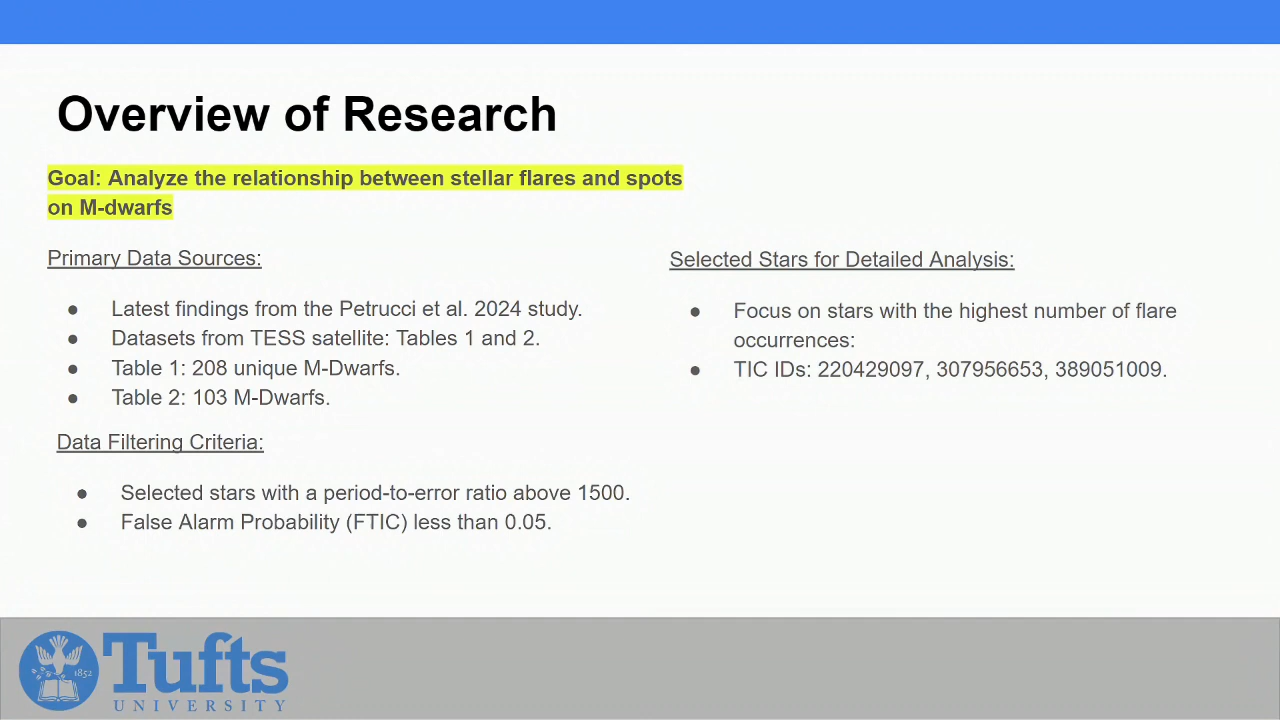 Overview of Research
Goal: Analyze the relationship between stellar flares and spots
on M-dwarfs
Primary Data Sources:
● Latest findings from the Petrucci et al. 2024 study.
● Datasets from TESS satellite: Tables 1 and 2.
● Table 1: 208 unique M-Dwarfs.
● Table 2: 103 M-Dwarfs.
Data Filtering Criteria:
● Selected stars with a period-to-error ratio above 1500.
● False Alarm Probability (FTIC) less than 0.05.
Selected Stars for Detailed Analysis:
● Focus on stars with the highest number of flare
occurrences:
● TIC IDs: 220429097, 307956653, 389051009.
1852
Tufts
UNIVERSITY